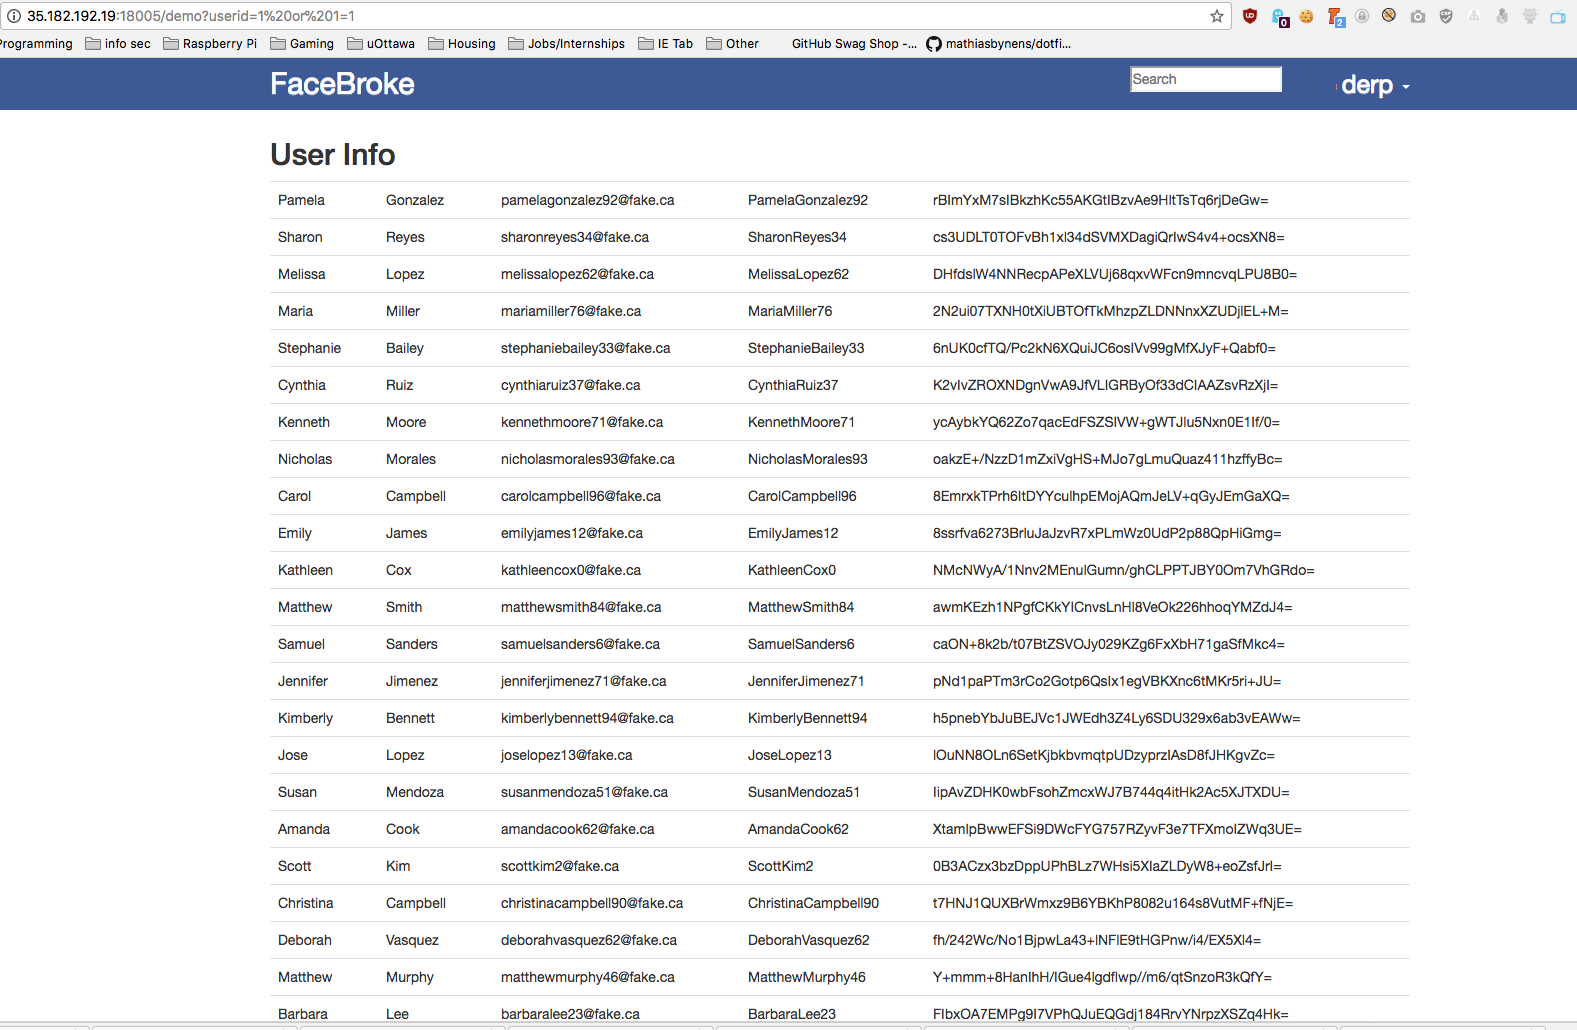 35.182.192.19:18005/demo?userid=1%20or%201=1
Programming info sec Raspberry Pi Gaming uOttawa Housing Jobs/Internships IE Tab Other GitHub Swag Shop -... mathiasbynens/dotfi...
FaceBroke Search derp
User Info
Pamela Gonzalez pamelagonzalez92@fake.ca PamelaGonzalez92 rBImYxM7sIBkzhKc55AKGtIBzvAe9HltTsTq6rjDeGw=
Sharon Reyes sharonreyes34@fake.ca SharonReyes34 cs3UDLT0TOFvBh1xl34dSVMXDagiQrIwS4v4+ocsXN8=
Melissa Lopez melissalopez62@fake.ca MelissaLopez62 DHfdslW4NNRecpAPeXLVUj68qxvWFcn9mncvqLPU8B0=
Maria Miller mariamiller76@fake.ca MariaMiller76 2N2ui07TXNH0tXiUBTOfTkMhzpZLDNNnxXZUDjlEL+M=
Stephanie Bailey stephaniebailey33@fake.ca StephanieBailey33 6nUK0cfTQ/Pc2kN6XQuiJC6osIVv99gMfXJyF+Qabf0=
Cynthia Ruiz cynthiaruiz37@fake.ca CynthiaRuiz37 K2vIvZROXNDgnVwA9JfVLIGRByOf33dCIAAZsvRzXjI=
Kenneth Moore kennethmoore71@fake.ca KennethMoore71 ycAybkYQ62Zo7qacEdFSZSIVW+gWTJlu5Nxn0E1If/0=
Nicholas Morales nicholasmorales93@fake.ca NicholasMorales93 oakzE+/NzzD1mZxiVgHS+MJo7gLmuQuaz411hzffyBc=
Carol Campbell carolcampbell96@fake.ca CarolCampbell96 8EmrxkTPrh6ItDYYculhpEMojAQmJeLV+qGyJEmGaXQ=
Emily James emilyjames12@fake.ca EmilyJames12 8ssrfva6273BrluJaJzvR7xPLmWz0UdP2p88QpHiGmg=
Kathleen Cox kathleencox0@fake.ca KathleenCox0 NMcNWyA/1Nnv2MEnulGumn/ghCLPPTJBY0Om7VhGRdo=
Matthew Smith matthewsmith84@fake.ca MatthewSmith84 awmKEzh1NPgfCKkYICnvsLnHl8VeOk226hhoqYMZdJ4=
Samuel Sanders samuelsanders6@fake.ca SamuelSanders6 caON+8k2b/t07BtZSVOJy029KZg6FxXbH71gaSfMkc4=
Jennifer Jimenez jenniferjimenez71@fake.ca JenniferJimenez71 pNd1paPTm3rCo2Gotp6QsIx1egVBKXnc6tMKr5ri+JU=
Kimberly Bennett kimberlybennett94@fake.ca KimberlyBennett94 h5pnebYbJuBEJVc1JWEdh3Z4Ly6SDU329x6ab3vEAWw=
Jose Lopez joselopez13@fake.ca JoseLopez13 lOuNN8OLn6SetKjbkbvmqtpUDzyprzIAsD8fJHKgvZc=
Susan Mendoza susanmendoza51@fake.ca SusanMendoza51 IipAvZDHK0wbFsohZmcxWJ7B744q4itHk2Ac5XJTXDU=
Amanda Cook amandacook62@fake.ca AmandaCook62 XtamIpBwwEFSi9DWcFYG757RZyvF3e7TFXmolZWq3UE=
Scott Kim scottkim2@fake.ca ScottKim2 0B3ACzx3bzDppUPhBLz7WHsi5XlaZLDyW8+eoZsfJrI=
Christina Campbell christinacampbell90@fake.ca ChristinaCampbell90 t7HNJ1QUXBrWmxz9B6YBKhP8082u164s8VutMF+fNjE=
Deborah Vasquez deborahvasquez62@fake.ca DeborahVasquez62 fh/242Wc/No1BjpwLa43+lNFlE9tHGPnw/i4/EX5Xl4=
Matthew Murphy matthewmurphy46@fake.ca MatthewMurphy46 Y+mmm+8HanIhH/IGue4lgdflwp//m6/qtSnzoR3kQfY=
Barbara Lee barbaralee23@fake.ca BarbaraLee23 FIbxOA7EMPg9I7VPhQJuEQGdj184RrvYNrpzXSZq4Hk=